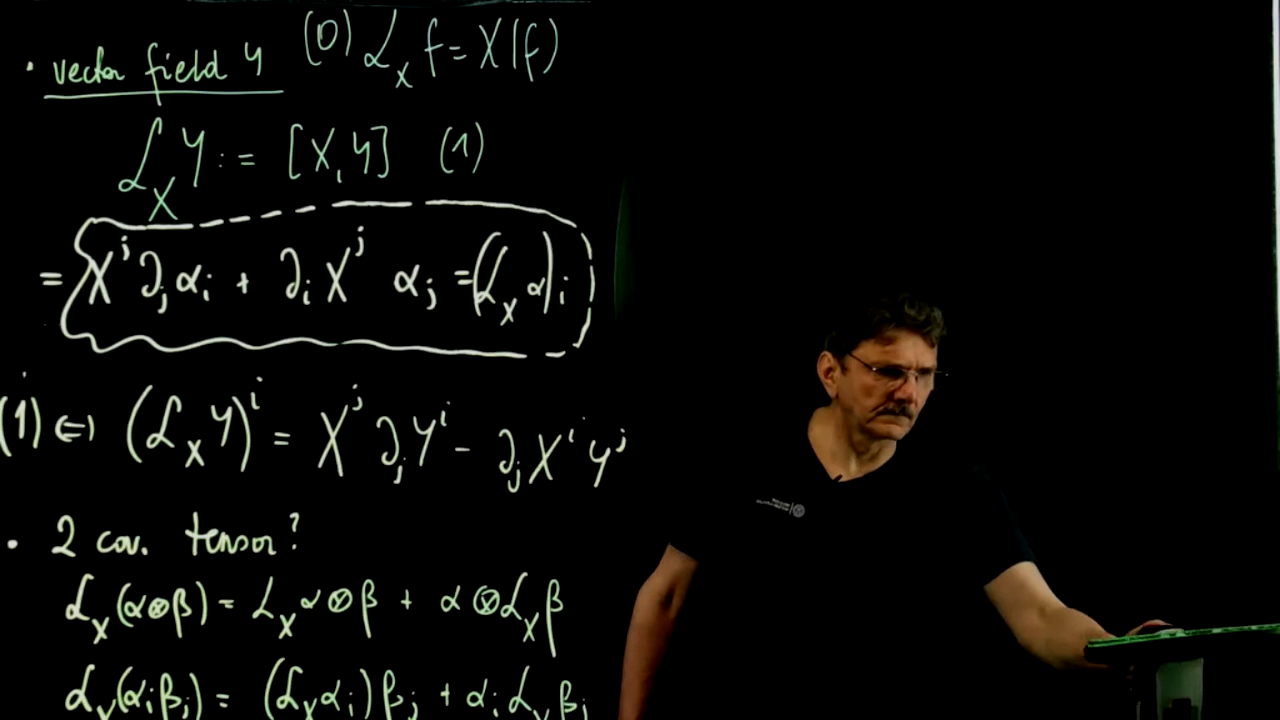 • vector field Y (0) ℒ_X f = X(f)
ℒ_X Y := [X, Y] (1)
= X^j ∂_j α_i + ∂_i X^j α_j = (ℒ_X α)_i
(1) ⇔ (ℒ_X Y)^i = X^j ∂_j Y^i - ∂_j X^i Y^j
• 2 cov. tensor?
ℒ_X (α⊗β) = ℒ_X α ⊗ β + α ⊗ ℒ_X β
ℒ_X (α_i β_j) = (ℒ_X α_i) β_j + α_i ℒ_X β_j